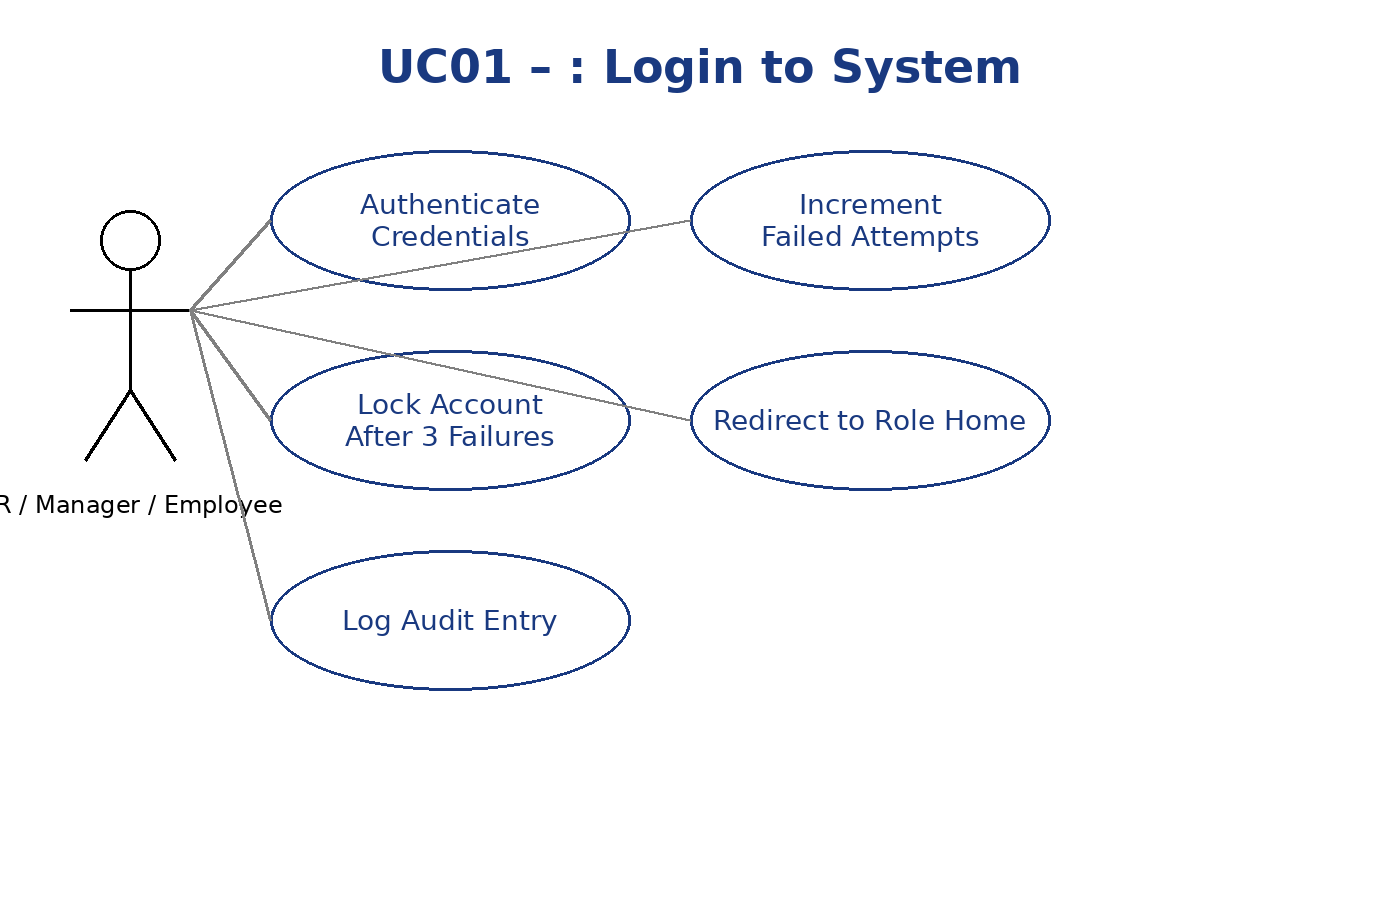 UC01 – : Login to System
Authenticate
Credentials
Increment
Failed Attempts
Lock Account
After 3 Failures
Redirect to Role Home
R / Manager / Employee
Log Audit Entry